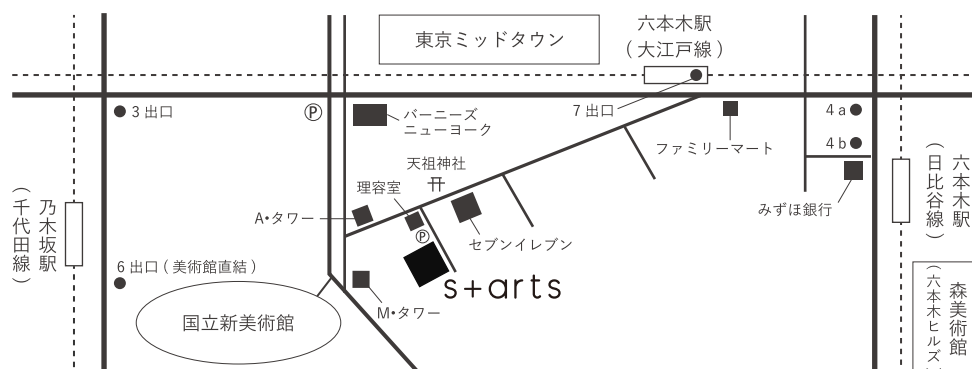 東京ミッドタウン
六本木駅
(大江戸線)
3 出口
Ⓟ
バーニーズ
ニューヨーク
7 出口
ファミリーマート
4a
4b
みずほ銀行
六本木駅
(日比谷線)
乃木坂駅
(千代田線)
天祖神社
理容室
A•タワー
Ⓟ
セブンイレブン
s+arts
M•タワー
6 出口 ( 美術館直結 )
国立新美術館
森美術館
(六本木ヒルズ)